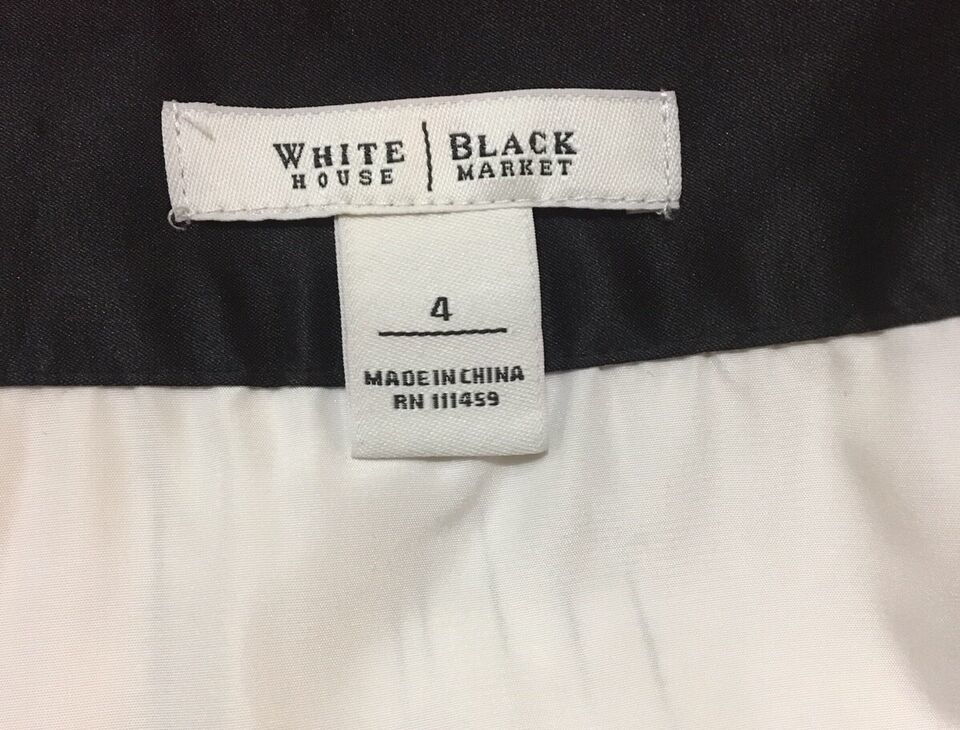 WHITE HOUSE | BLACK MARKET
4
MADE IN CHINA
RN 111459